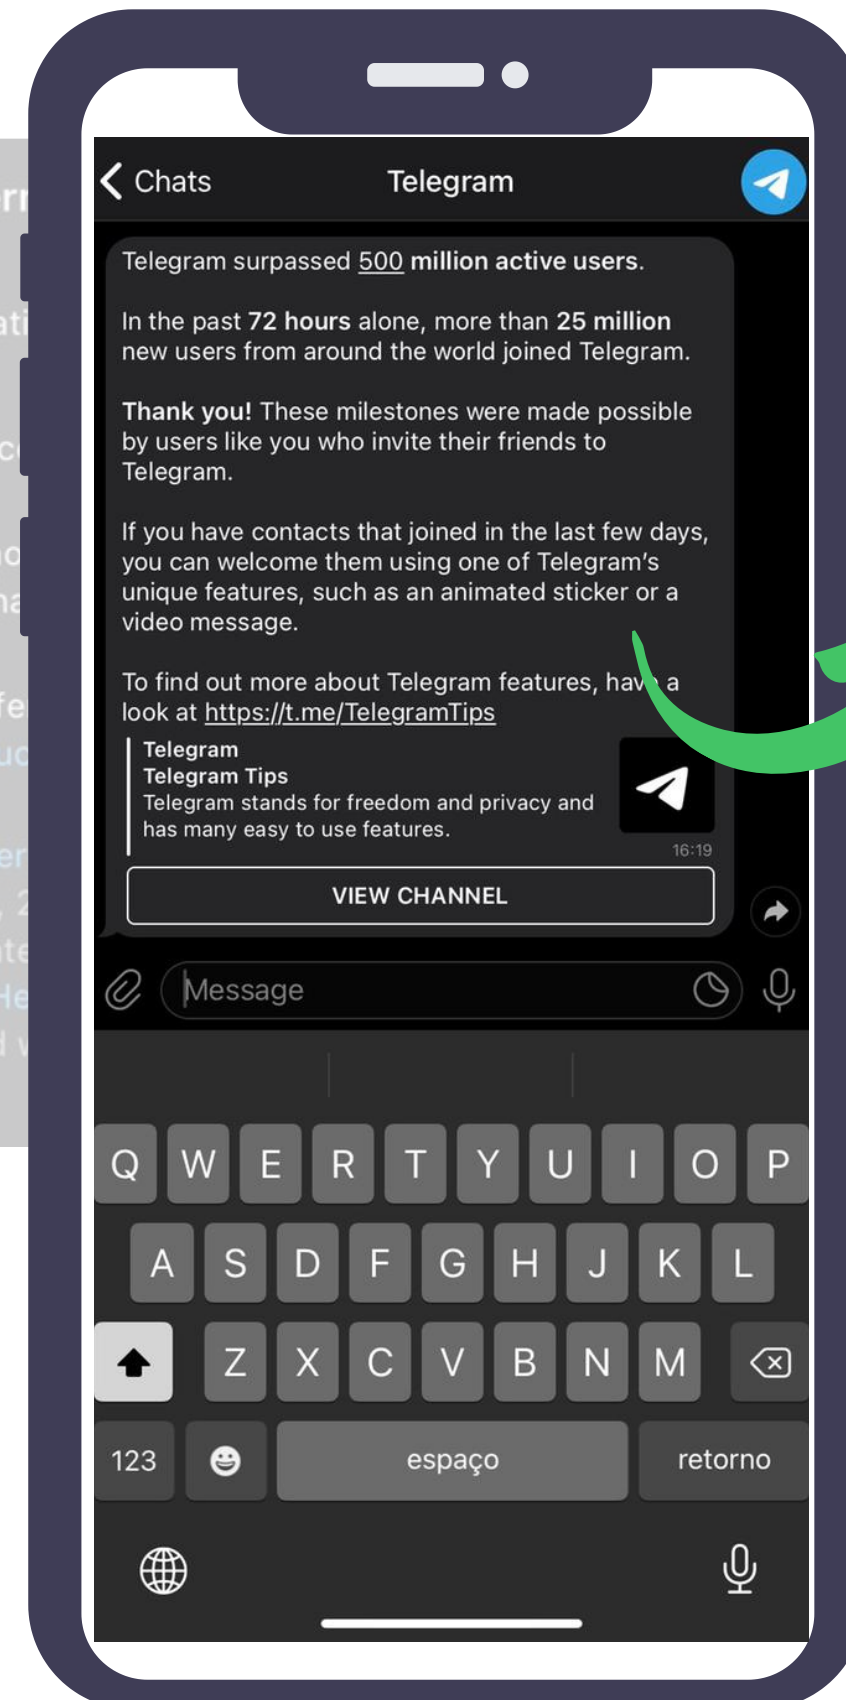 Chats
Telegram
Telegram surpassed 500 million active users.
In the past 72 hours alone, more than 25 million
new users from around the world joined Telegram.
Thank you! These milestones were made possible
by users like you who invite their friends to
Telegram.
If you have contacts that joined in the last few days,
you can welcome them using one of Telegram's
unique features, such as an animated sticker or a
video message.
To find out more about Telegram features, have a
look at https://t.me/TelegramTips
Telegram
Telegram Tips
Telegram stands for freedom and privacy and
has many easy to use features.
16:19
VIEW CHANNEL
Message
Q W E R T Y U I O P
A S D F G H J K L
Z X C V B N M
123 espaço retorno